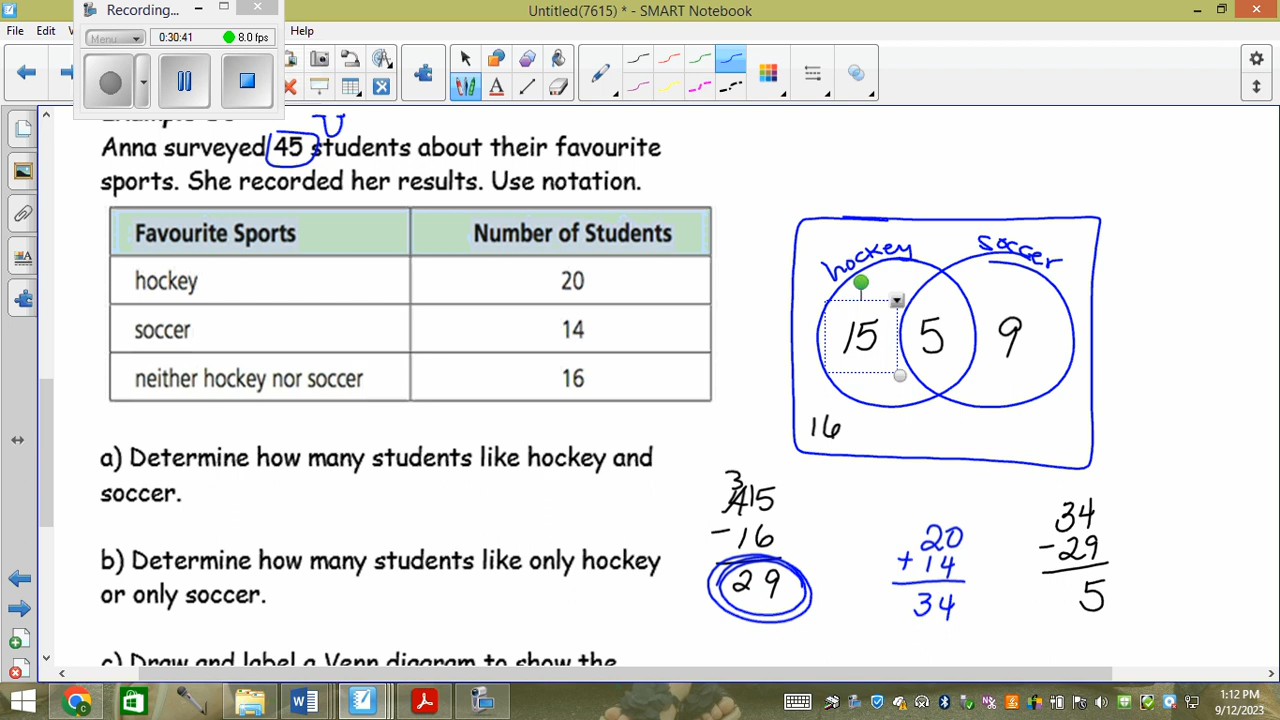 Recording...
Untitled(7615) * - SMART Notebook
Menu
0:30:41
8.0 fps
File
Help
U
Anna surveyed 45 students about their favourite
sports. She recorded her results. Use notation.
Favourite Sports Number of Students
hockey 20
soccer 14
neither hockey nor soccer 16
hockey soccer
15 5 9
16
a) Determine how many students like hockey and
soccer.
b) Determine how many students like only hockey
or only soccer.
c) Draw and label a Venn diagram to show the
3
415
-16
29
20
+14
34
34
-29
5
1:12 PM
9/12/2023